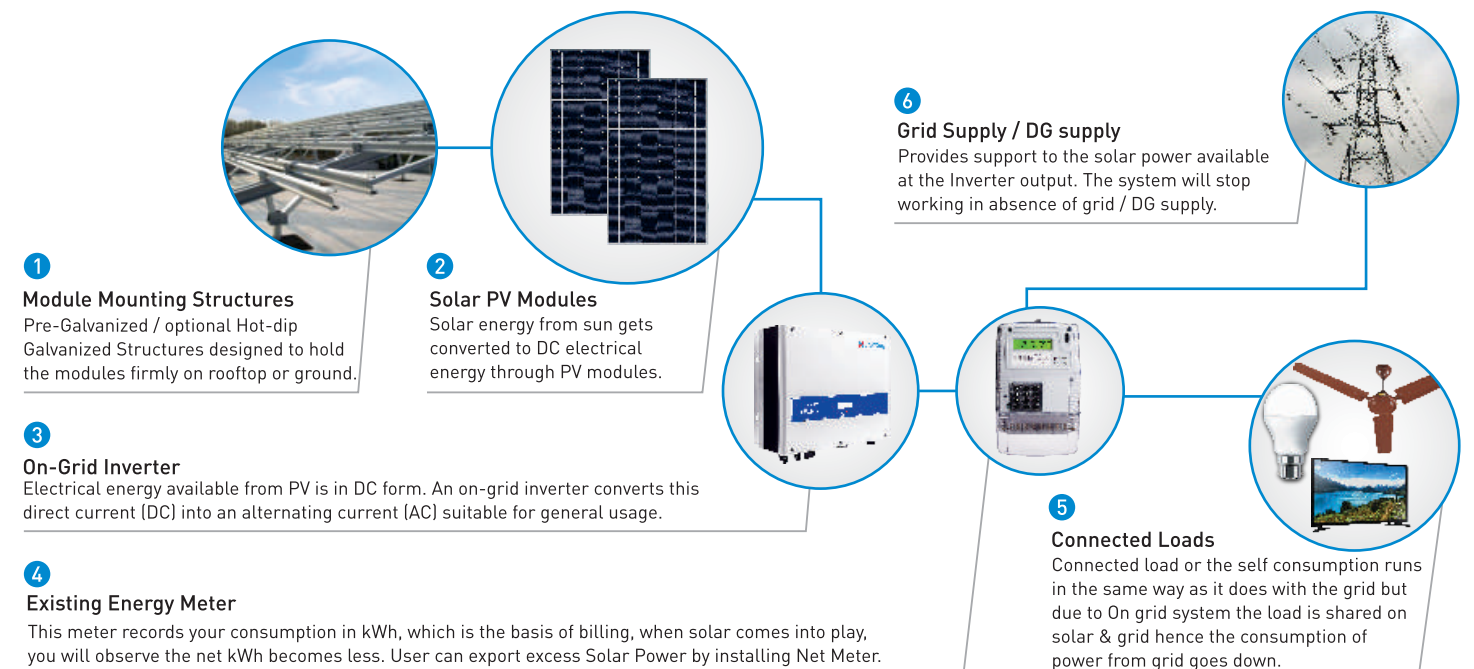 1
Module Mounting Structures
Pre-Galvanized / optional Hot-dip
Galvanized Structures designed to hold
the modules firmly on rooftop or ground.
2
Solar PV Modules
Solar energy from sun gets
converted to DC electrical
energy through PV modules.
3
On-Grid Inverter
Electrical energy available from PV is in DC form. An on-grid inverter converts this
direct current (DC) into an alternating current (AC) suitable for general usage.
4
Existing Energy Meter
This meter records your consumption in kWh, which is the basis of billing, when solar comes into play,
you will observe the net kWh becomes less. User can export excess Solar Power by installing Net Meter.
5
Connected Loads
Connected load or the self consumption runs
in the same way as it does with the grid but
due to On grid system the load is shared on
solar & grid hence the consumption of
power from grid goes down.
6
Grid Supply / DG supply
Provides support to the solar power available
at the Inverter output. The system will stop
working in absence of grid / DG supply.